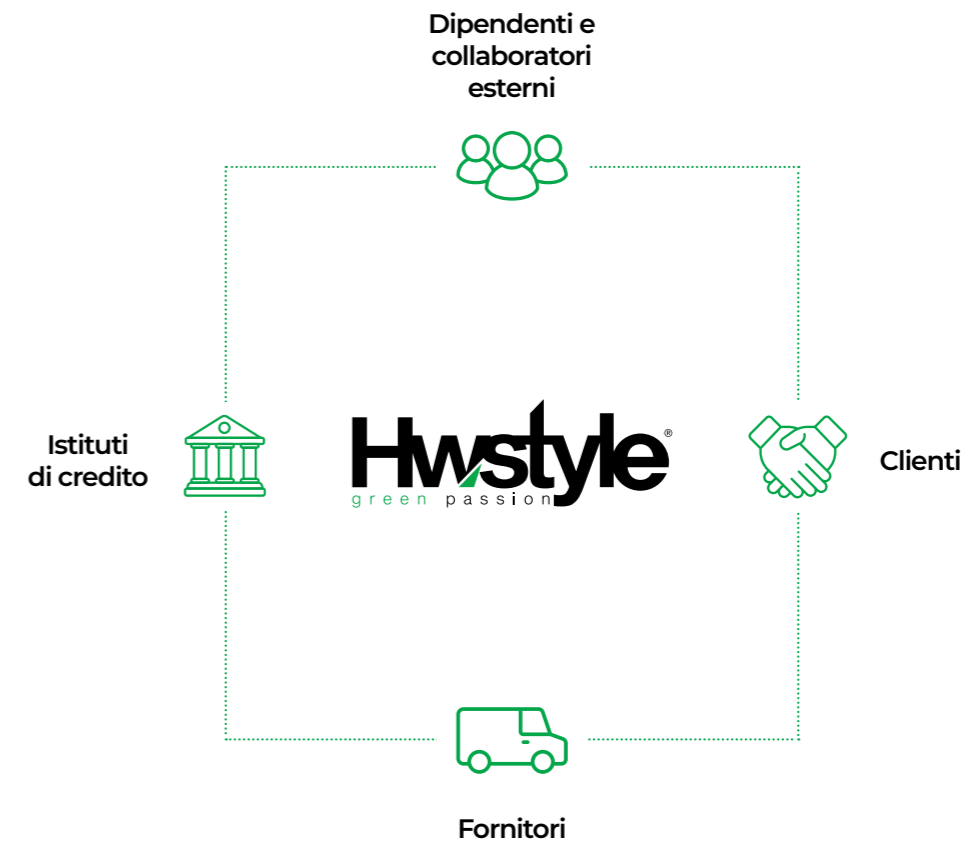 Dipendenti e
collaboratori
esterni
Istituti
di credito
Hwstyle®
green passion
Clienti
Fornitori